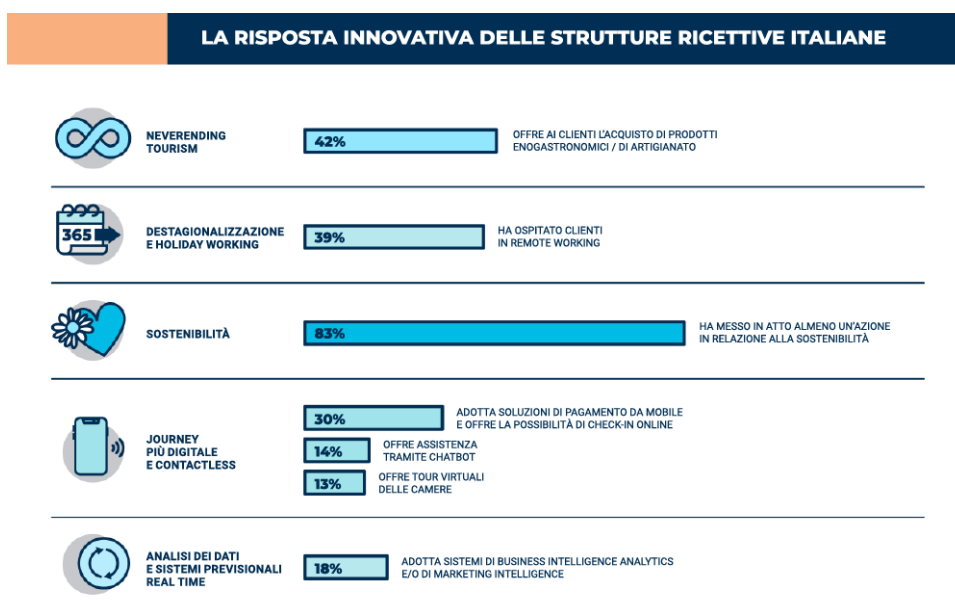 LA RISPOSTA INNOVATIVA DELLE STRUTTURE RICETTIVE ITALIANE
NEVERENDING
TOURISM
42%
OFFRE AI CLIENTI L'ACQUISTO DI PRODOTTI
ENOGASTRONOMICI / DI ARTIGIANATO
365
DESTAGIONALIZZAZIONE
E HOLIDAY WORKING
39%
HA OSPITATO CLIENTI
IN REMOTE WORKING
SOSTENIBILITÀ
83%
HA MESSO IN ATTO ALMENO UN'AZIONE
IN RELAZIONE ALLA SOSTENIBILITÀ
JOURNEY
PIÙ DIGITALE
E CONTACTLESS
30%
ADOTTA SOLUZIONI DI PAGAMENTO DA MOBILE
E OFFRE LA POSSIBILITÀ DI CHECK-IN ONLINE
14%
OFFRE ASSISTENZA
TRAMITE CHATBOT
13%
OFFRE TOUR VIRTUALI
DELLE CAMERE
ANALISI DEI DATI
E SISTEMI PREVISIONALI
REAL TIME
18%
ADOTTA SISTEMI DI BUSINESS INTELLIGENCE ANALYTICS
E/O DI MARKETING INTELLIGENCE